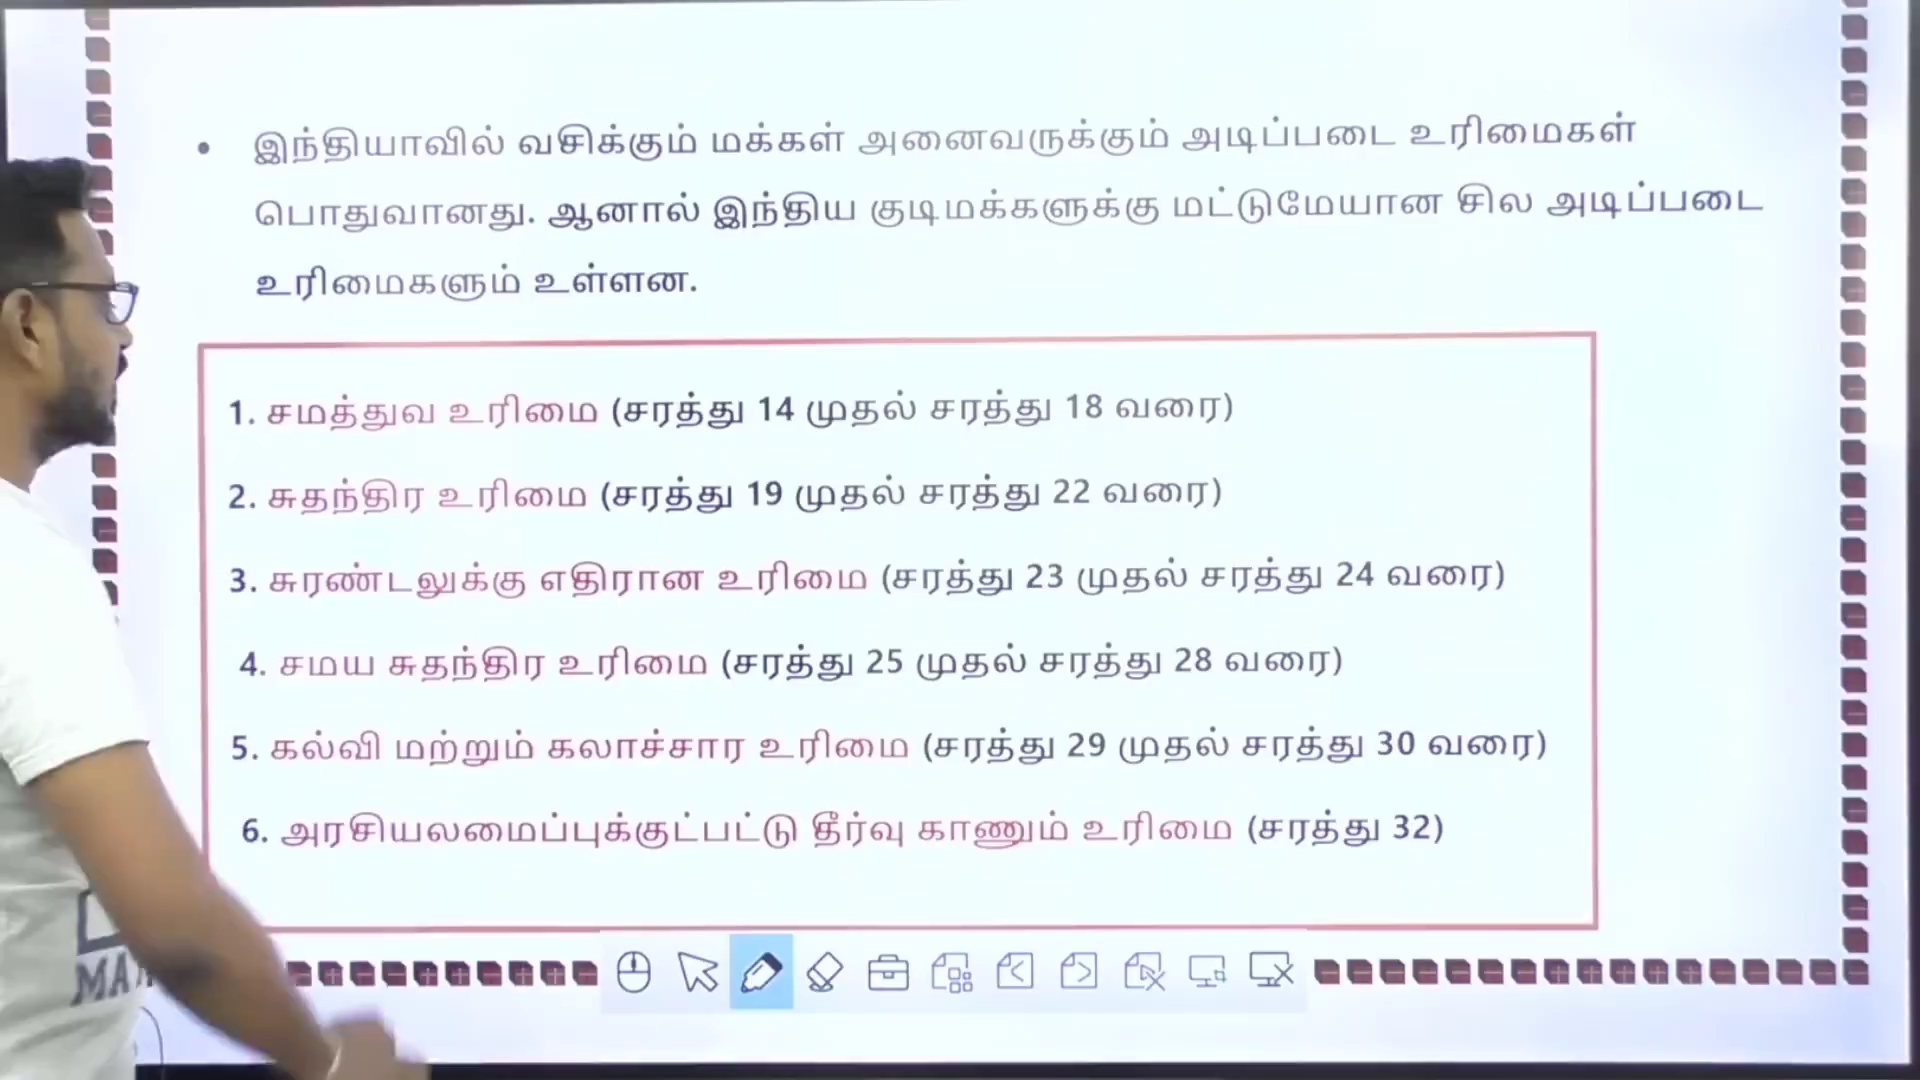 • இந்தியாவில் வசிக்கும் மக்கள் அனைவருக்கும் அடிப்படை உரிமைகள்
பொதுவானது. ஆனால் இந்திய குடிமக்களுக்கு மட்டுமேயான சில அடிப்படை
உரிமைகளும் உள்ளன.
1. சமத்துவ உரிமை (சரத்து 14 முதல் சரத்து 18 வரை)
2. சுதந்திர உரிமை (சரத்து 19 முதல் சரத்து 22 வரை)
3. சுரண்டலுக்கு எதிரான உரிமை (சரத்து 23 முதல் சரத்து 24 வரை)
4. சமய சுதந்திர உரிமை (சரத்து 25 முதல் சரத்து 28 வரை)
5. கல்வி மற்றும் கலாச்சார உரிமை (சரத்து 29 முதல் சரத்து 30 வரை)
6. அரசியலமைப்புக்குட்பட்டு தீர்வு காணும் உரிமை (சரத்து 32)